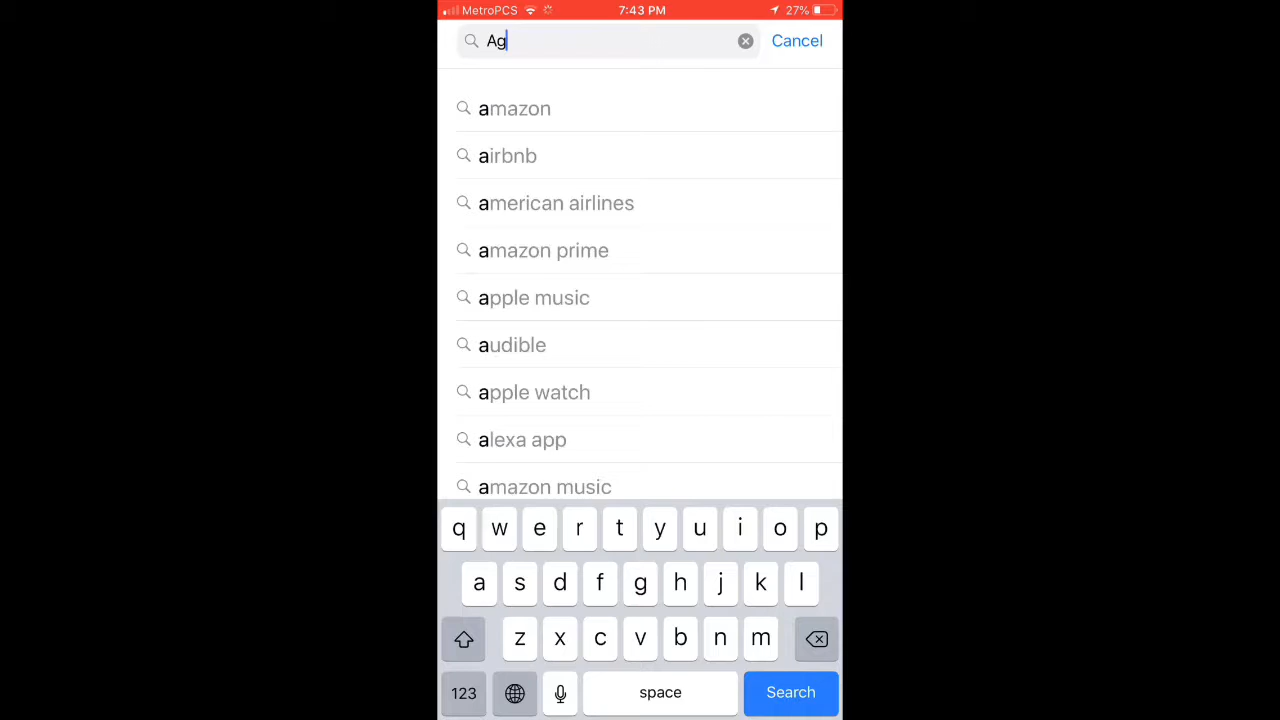 MetroPCS 7:43 PM 27%
Ag Cancel
amazon
airbnb
american airlines
amazon prime
apple music
audible
apple watch
alexa app
amazon music
q w e r t y u i o p
a s d f g h j k l
z x c v b n m
123 space Search